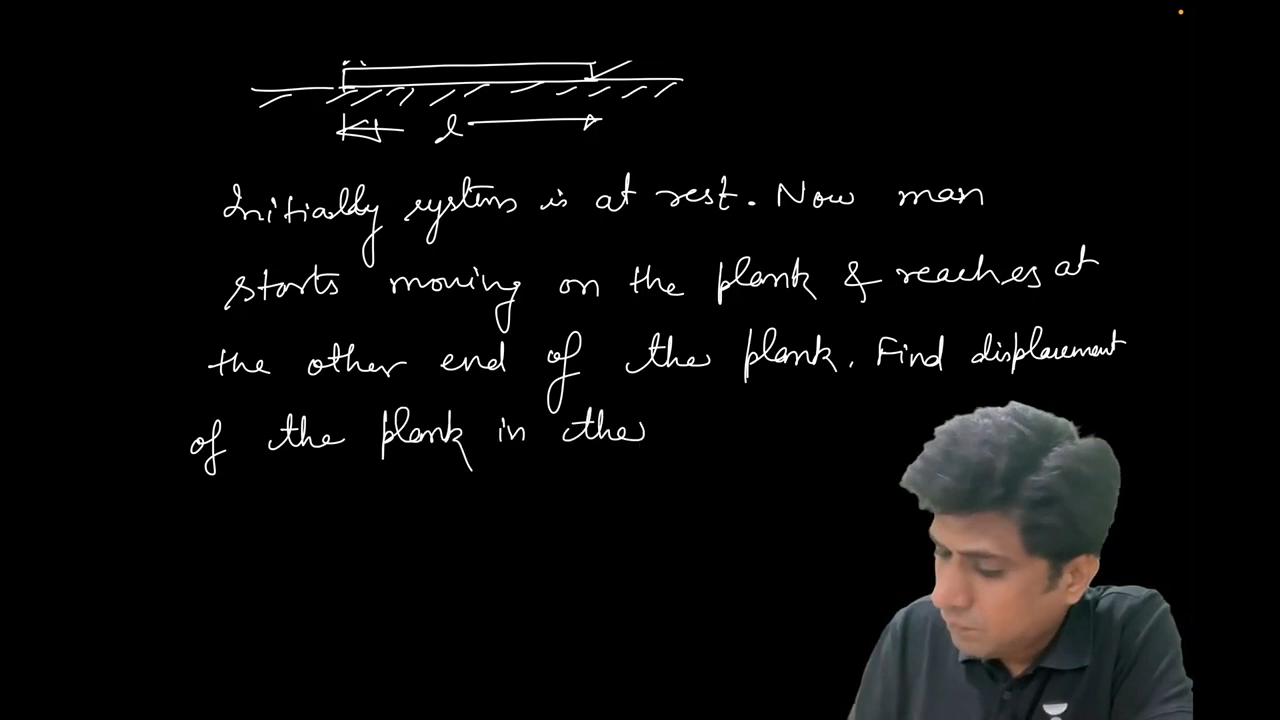 l
Initially system is at rest. Now man
starts moving on the plank & reaches at
the other end of the plank. Find displacement
of the plank in the